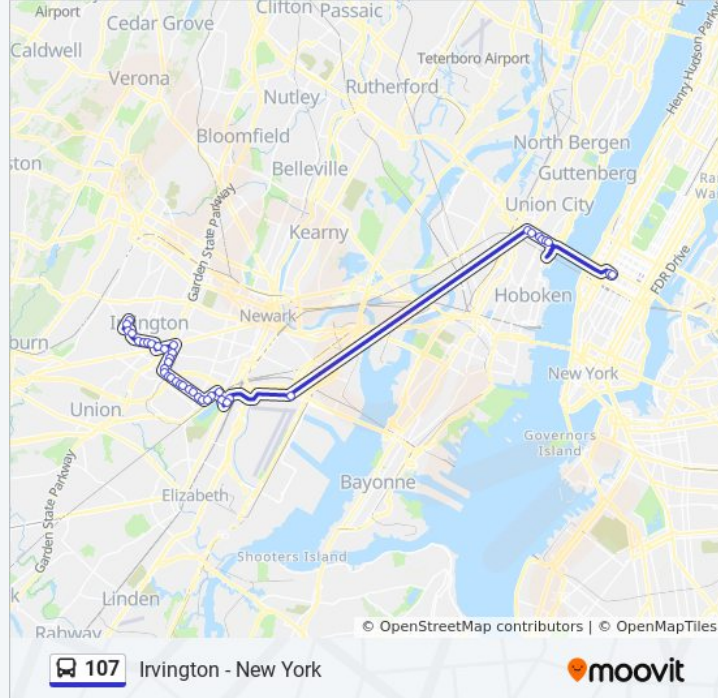 Airport
Cedar Grove
Clifton
Passaic
Caldwell
Verona
Nutley
Rutherford
Teterboro Airport
Henry Hudson Parkway
Bloomfield
North Bergen
ston
Belleville
Guttenberg
Garden State Parkway
Union City
Kearny
FDR Drive
Irvington
Newark
Hoboken
burn
New York
Union
Governors
Island
Garden State Parkway
Bayonne
Elizabeth
Shooters Island
k
Linden
Rahway
© OpenStreetMap contributors | © OpenMapTiles
107 Irvington - New York
moovit